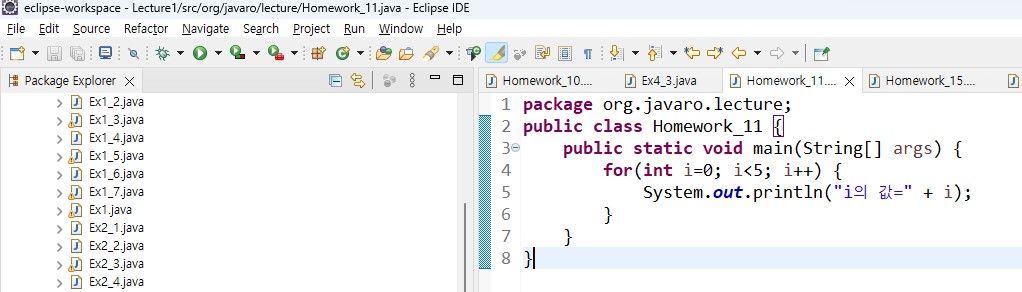 eclipse-workspace - Lecture1/src/org/javaro/lecture/Homework_11.java - Eclipse IDE
File Edit Source Refactor Navigate Search Project Run Window Help
Package Explorer
Ex1_2.java
Ex1_3.java
Ex1_4.java
Ex1_5.java
Ex1_6.java
Ex1_7.java
Ex1.java
Ex2_1.java
Ex2_2.java
Ex2_3.java
Ex2_4.java
Homework_10.... Ex4_3.java Homework_11.... Homework_15....
1 package org.javaro.lecture;
2 public class Homework_11 {
3 public static void main(String[] args) {
4 for(int i=0; i<5; i++) {
5 System.out.println("i의 값=" + i);
6 }
7 }
8 }